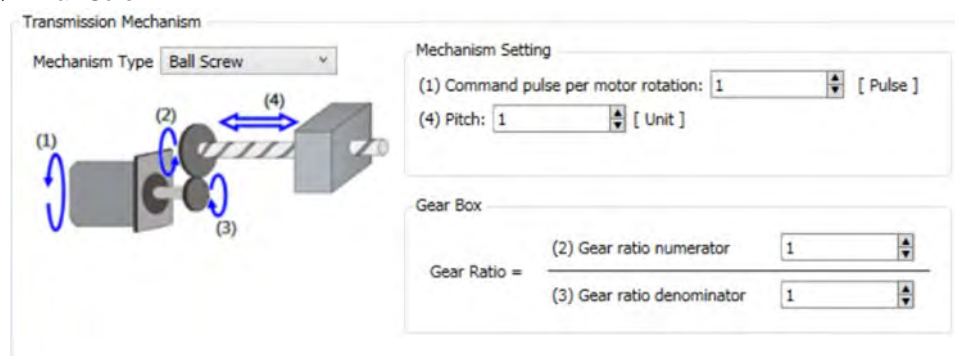 Transmission Mechanism
Mechanism Type Ball Screw
Mechanism Setting
(1) Command pulse per motor rotation: 1 [ Pulse ]
(4) Pitch: 1 [ Unit ]
(1)
(2)
(4)
(3)
Gear Box
Gear Ratio =
(2) Gear ratio numerator 1
(3) Gear ratio denominator 1